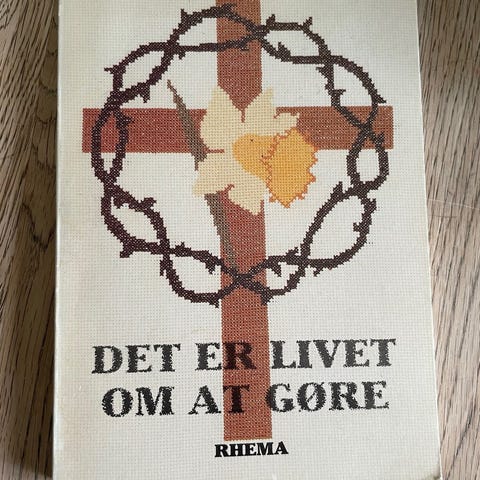 DET ER LIVET
OM AT GØRE
RHEMA